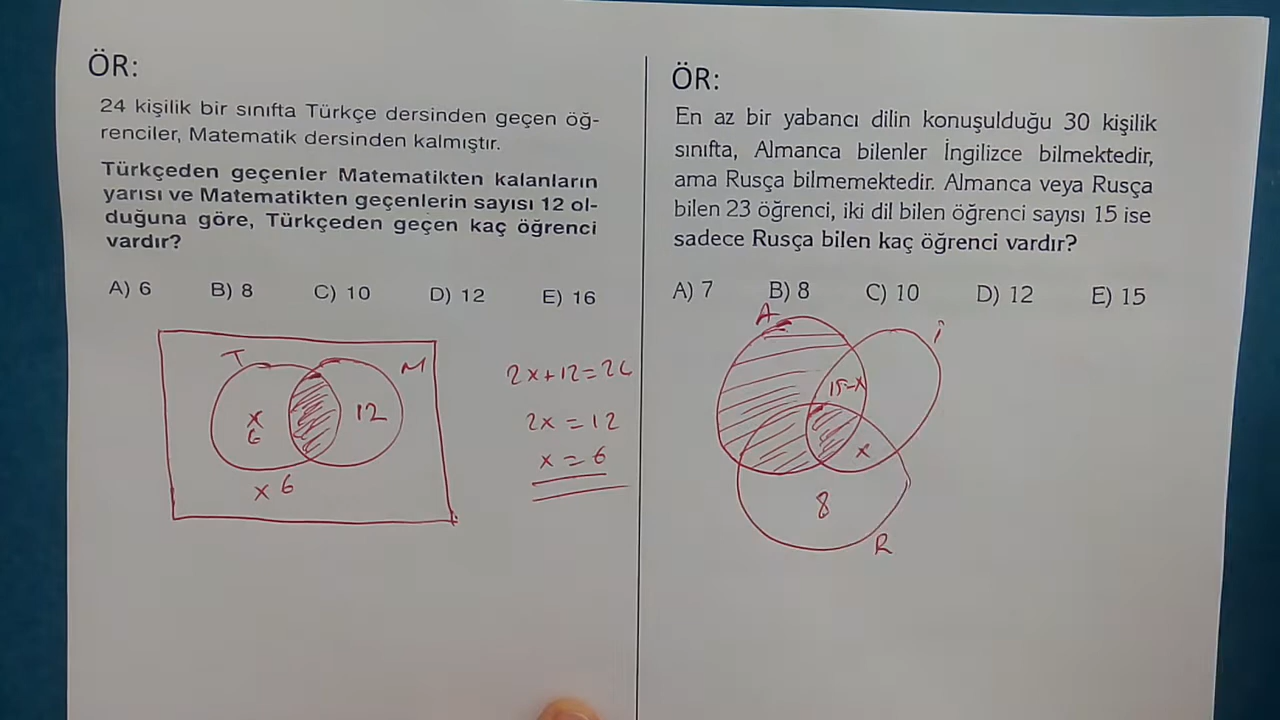 ÖR:
24 kişilik bir sınıfta Türkçe dersinden geçen öğ-
renciler, Matematik dersinden kalmıştır.
Türkçeden geçenler Matematikten kalanların
yarısı ve Matematikten geçenlerin sayısı 12 ol-
duğuna göre, Türkçeden geçen kaç öğrenci
vardır?
A) 6 B) 8 C) 10 D) 12 E) 16
T M
x 12
6
x 6
2x+12=24
2x = 12
x = 6
ÖR:
En az bir yabancı dilin konuşulduğu 30 kişilik
sınıfta, Almanca bilenler İngilizce bilmektedir,
ama Rusça bilmemektedir. Almanca veya Rusça
bilen 23 öğrenci, iki dil bilen öğrenci sayısı 15 ise
sadece Rusça bilen kaç öğrenci vardır?
A) 7 B) 8 C) 10 D) 12 E) 15
A İ
15-x
x
8
R